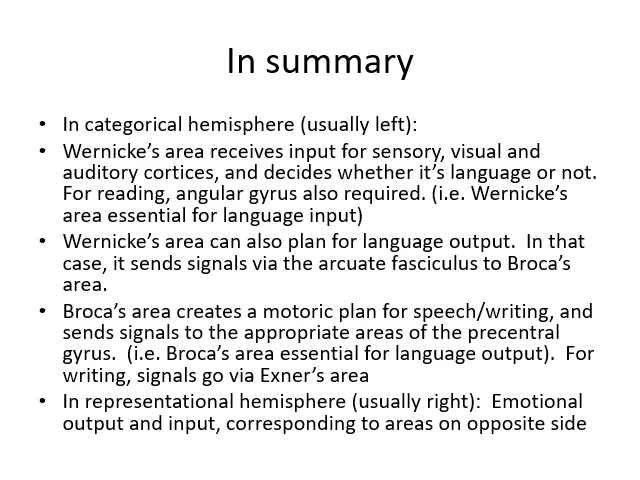 In summary
• In categorical hemisphere (usually left):
• Wernicke’s area receives input for sensory, visual and
auditory cortices, and decides whether it’s language or not.
For reading, angular gyrus also required. (i.e. Wernicke’s
area essential for language input)
• Wernicke’s area can also plan for language output.  In that
case, it sends signals via the arcuate fasciculus to Broca’s
area.
• Broca’s area creates a motoric plan for speech/writing, and
sends signals to the appropriate areas of the precentral
gyrus.  (i.e. Broca’s area essential for language output).  For
writing, signals go via Exner’s area
• In representational hemisphere (usually right):  Emotional
output and input, corresponding to areas on opposite side